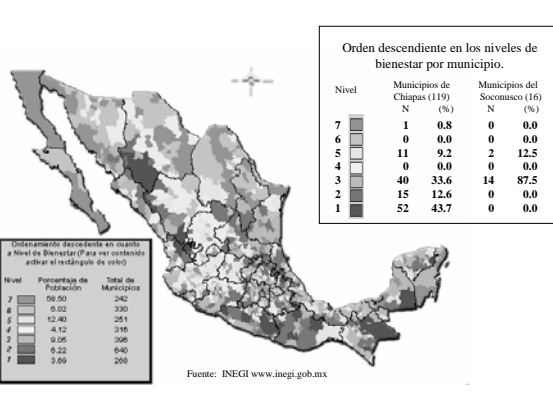 Orden descendiente en los niveles de
bienestar por municipio.
Nivel Municipios de Chiapas (119) Municipios del Soconusco (16)
N (%) N (%)
7 1 0.8 0 0.0
6 0 0.0 0 0.0
5 11 9.2 2 12.5
4 0 0.0 0 0.0
3 40 33.6 14 87.5
2 15 12.6 0 0.0
1 52 43.7 0 0.0
Ordenamiento descedente en cuanto
a Nivel de Bienestar(Para ver contenido
activar el rectángulo de color)
Nivel Porcentaje de Población Total de Municipios
7 58.50 242
6 6.02 330
5 12.40 251
4 4.12 316
3 9.05 396
2 6.22 640
1 3.69 268
Fuente: INEGI www.inegi.gob.mx